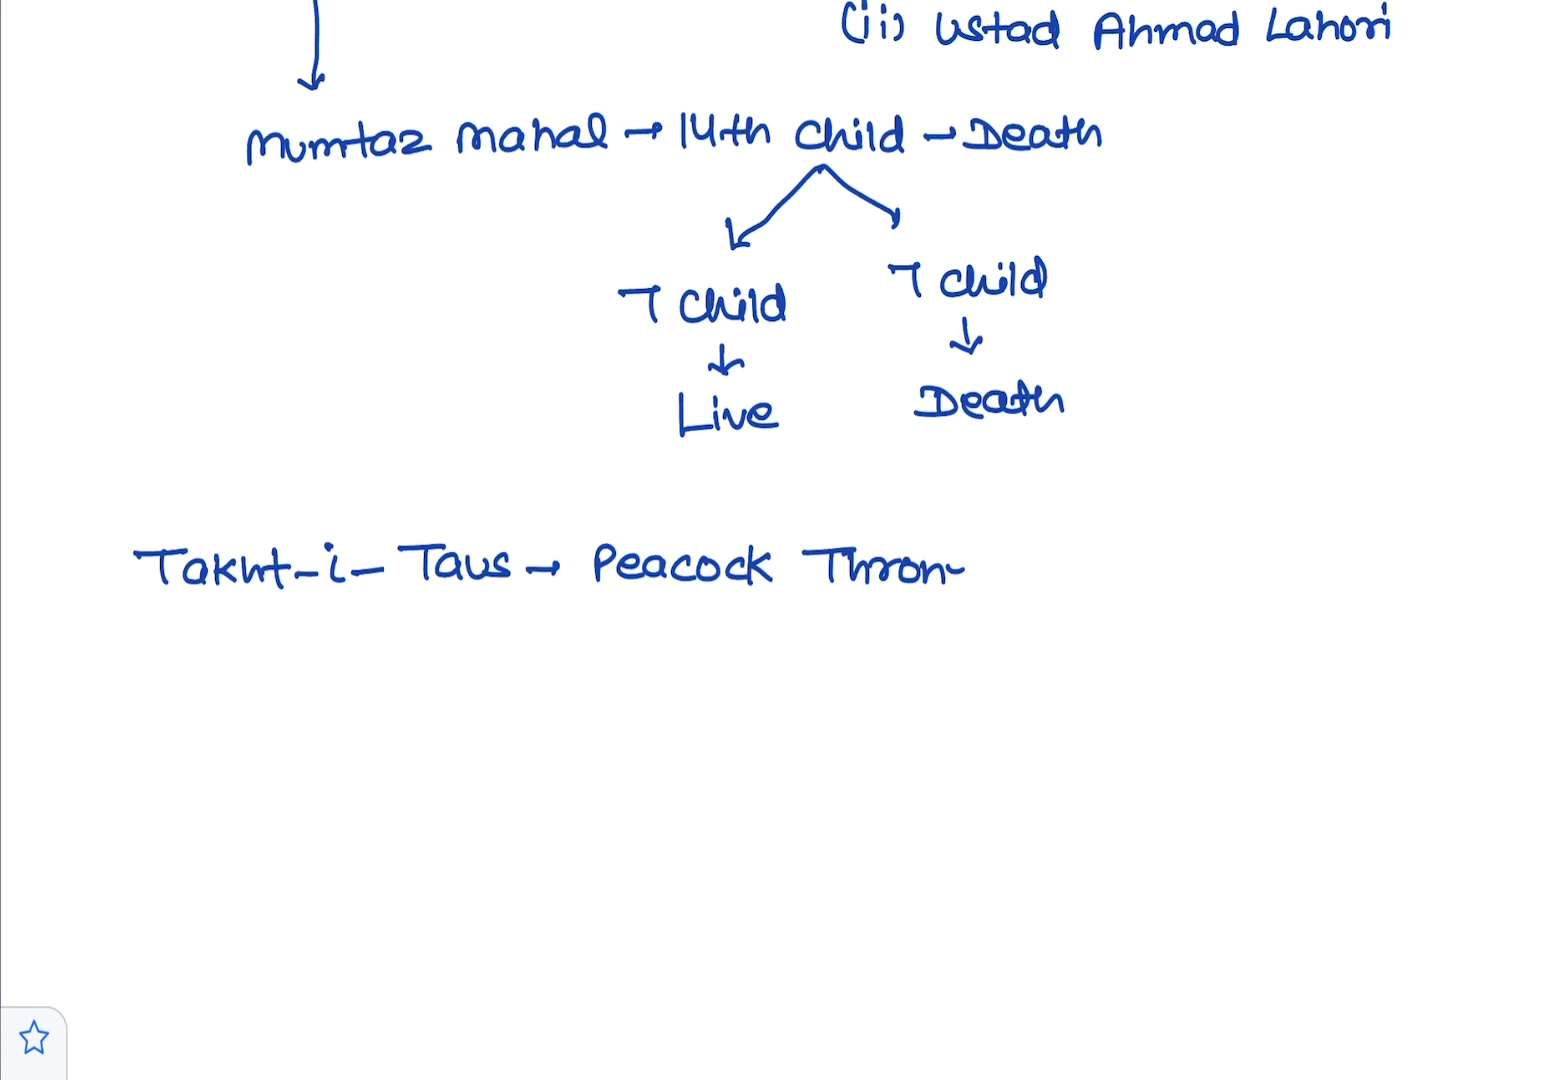 (ii) Ustad Ahmad Lahori
Mumtaz Mahal → 14th Child → Death
7 Child 7 Child
Live Death
Takht-i-Taus → Peacock Thron